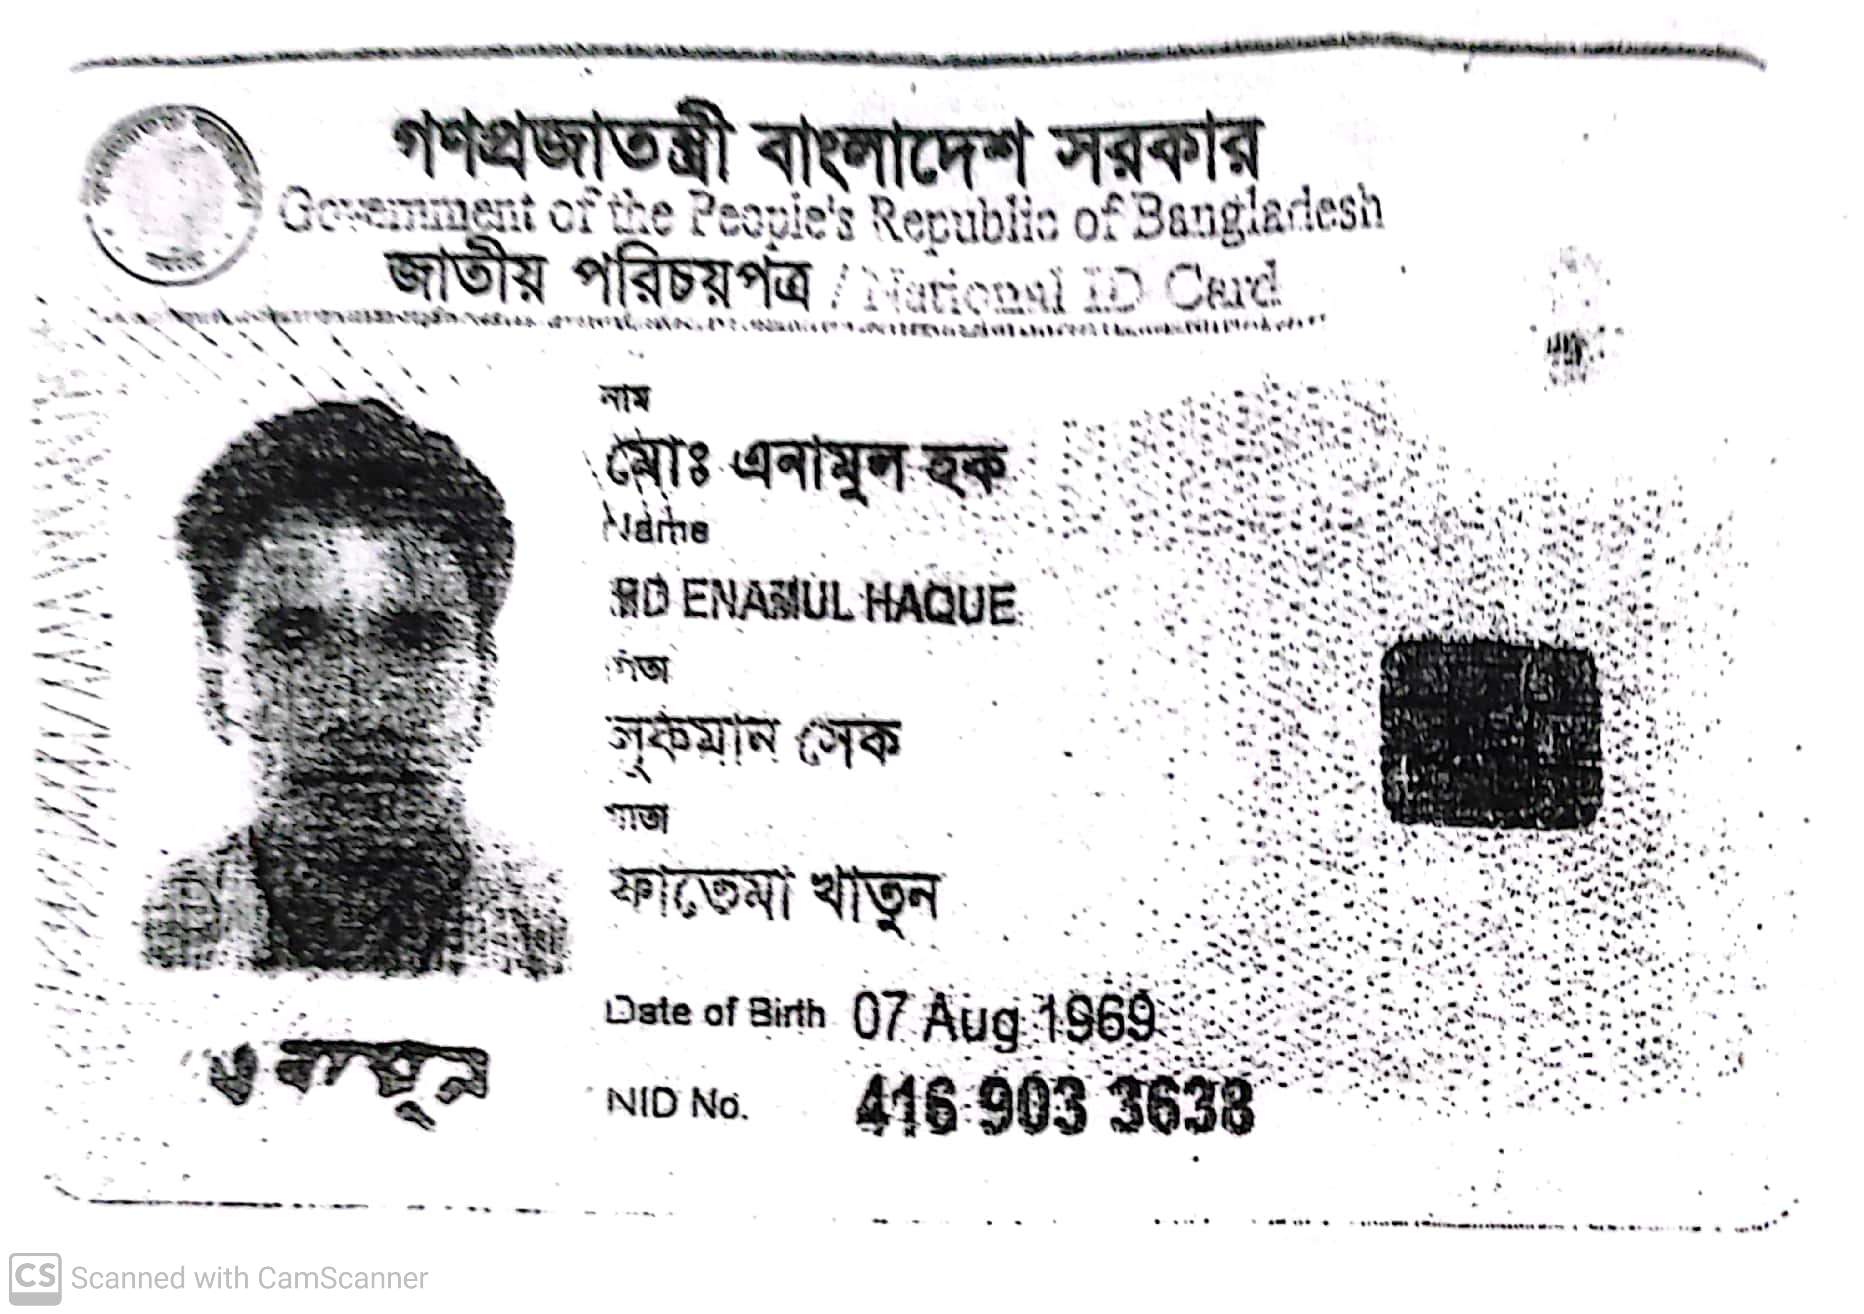 গণপ্রজাতন্ত্রী বাংলাদেশ সরকার
Government of the People's Republic of Bangladesh
জাতীয় পরিচয়পত্র / National ID Card
নাম
মোঃ এনামুল হক
Name
MD ENAMUL HAQUE
পিতা
লুকমান সেক
মাতা
ফাতেমা খাতুন
Date of Birth 07 Aug 1969
NID No. 416 903 3638
এনামুল
CS Scanned with CamScanner